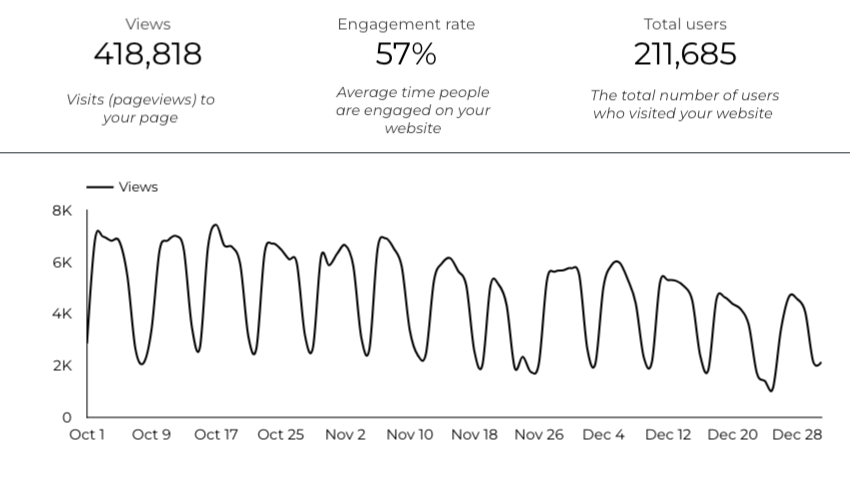 Views
418,818
Visits (pageviews) to
your page
Engagement rate
57%
Average time people
are engaged on your
website
Total users
211,685
The total number of users
who visited your website
Views
8K
6K
4K
2K
0
Oct 1 Oct 9 Oct 17 Oct 25 Nov 2 Nov 10 Nov 18 Nov 26 Dec 4 Dec 12 Dec 20 Dec 28